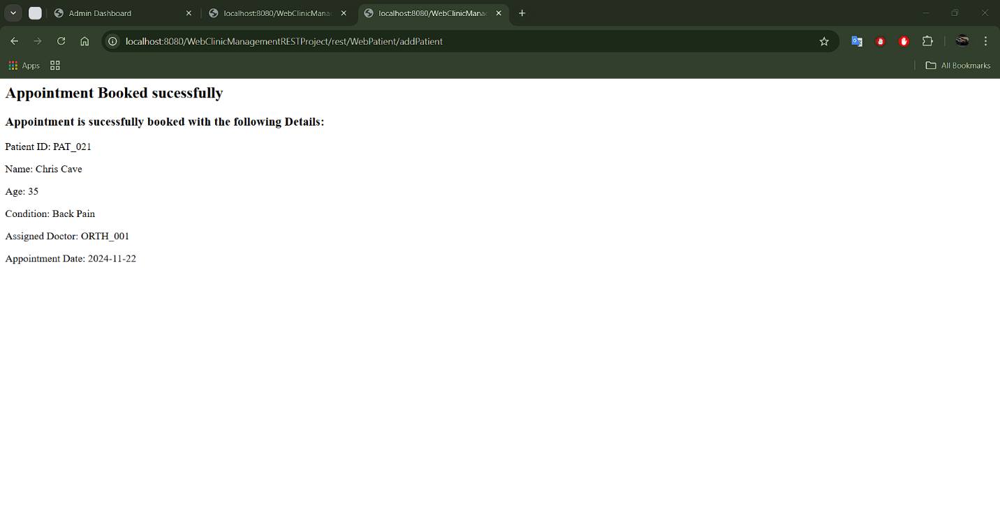 Admin Dashboard
localhost:8080/WebClinicMana
localhost:8080/WebClinicMana
localhost:8080/WebClinicManagementRESTProject/rest/WebPatient/addPatient
Apps
All Bookmarks
Appointment Booked sucessfully
Appointment is sucessfully booked with the following Details:
Patient ID: PAT_021
Name: Chris Cave
Age: 35
Condition: Back Pain
Assigned Doctor: ORTH_001
Appointment Date: 2024-11-22